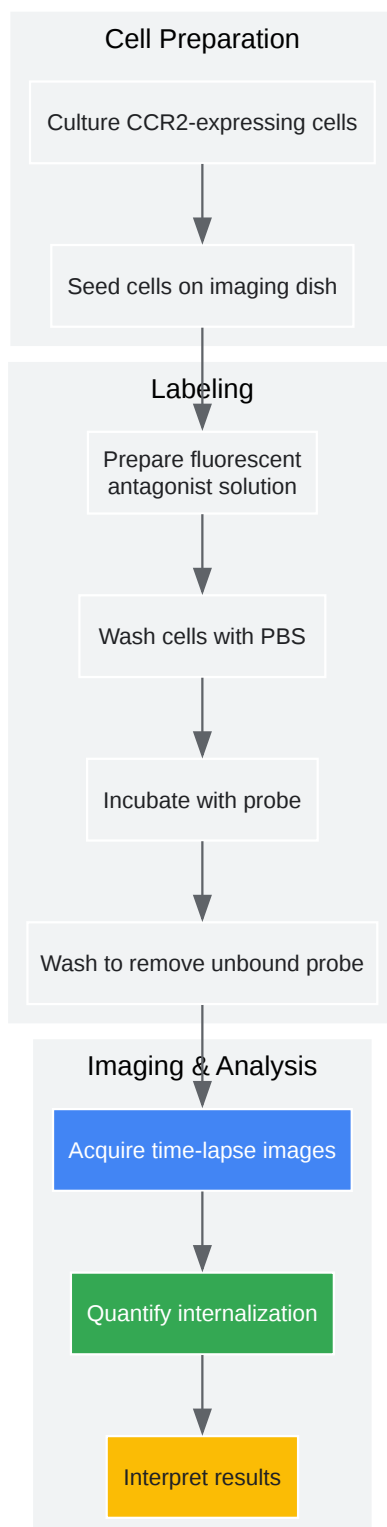 Cell Preparation
Culture CCR2-expressing cells
Seed cells on imaging dish
Labeling
Prepare fluorescent
antagonist solution
Wash cells with PBS
Incubate with probe
Wash to remove unbound probe
Imaging & Analysis
Acquire time-lapse images
Quantify internalization
Interpret results